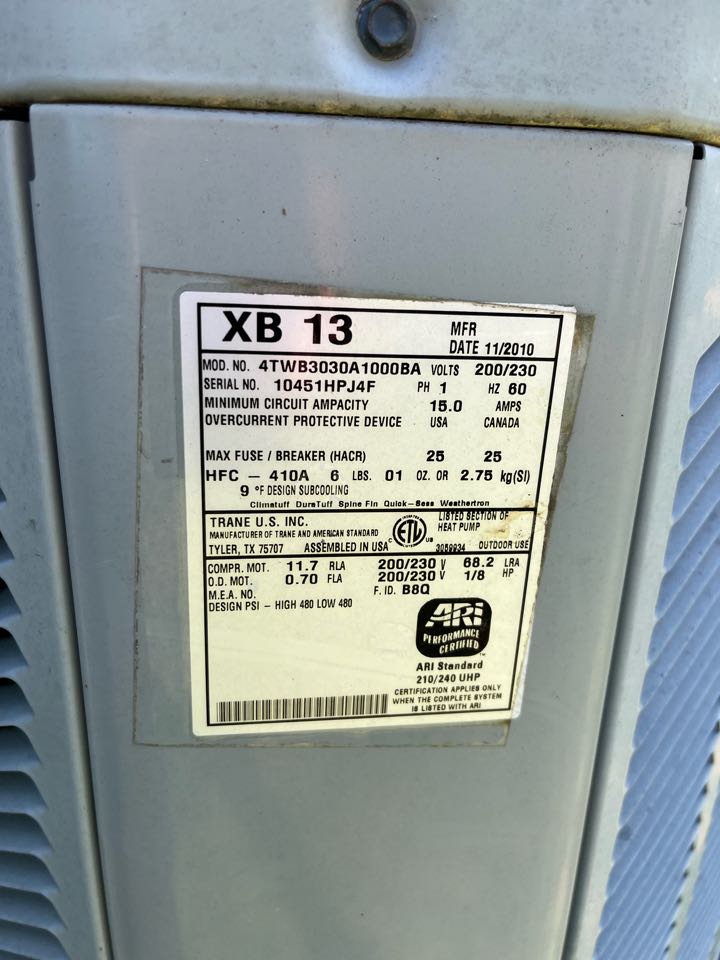 XB 13
MFR
DATE 11/2010
MOD. NO. 4TWB3030A1000BA VOLTS 200/230
SERIAL NO. 10451HPJ4F PH 1 HZ 60
MINIMUM CIRCUIT AMPACITY 15.0 AMPS
OVERCURRENT PROTECTIVE DEVICE USA CANADA
MAX FUSE / BREAKER (HACR) 25 25
HFC - 410A 6 LBS. 01 OZ. OR 2.75 kg(SI)
9 °F DESIGN SUBCOOLING
Climatuff DuraTuff Spine Fin Quick-Sess Weathertron
TRANE U.S. INC.
MANUFACTURER OF TRANE AND AMERICAN STANDARD
TYLER, TX 75707 ASSEMBLED IN USA
C ETL US
LISTED SECTION OF
HEAT PUMP
3059934 OUTDOOR USE
COMPR. MOT. 11.7 RLA 200/230 V 68.2 LRA
O.D. MOT. 0.70 FLA 200/230 V 1/8 HP
M.E.A. NO. F. ID. B8Q
DESIGN PSI - HIGH 480 LOW 480
ARI
PERFORMANCE
CERTIFIED
™
ARI Standard
210/240 UHP
CERTIFICATION APPLIES ONLY
WHEN THE COMPLETE SYSTEM
IS LISTED WITH ARI